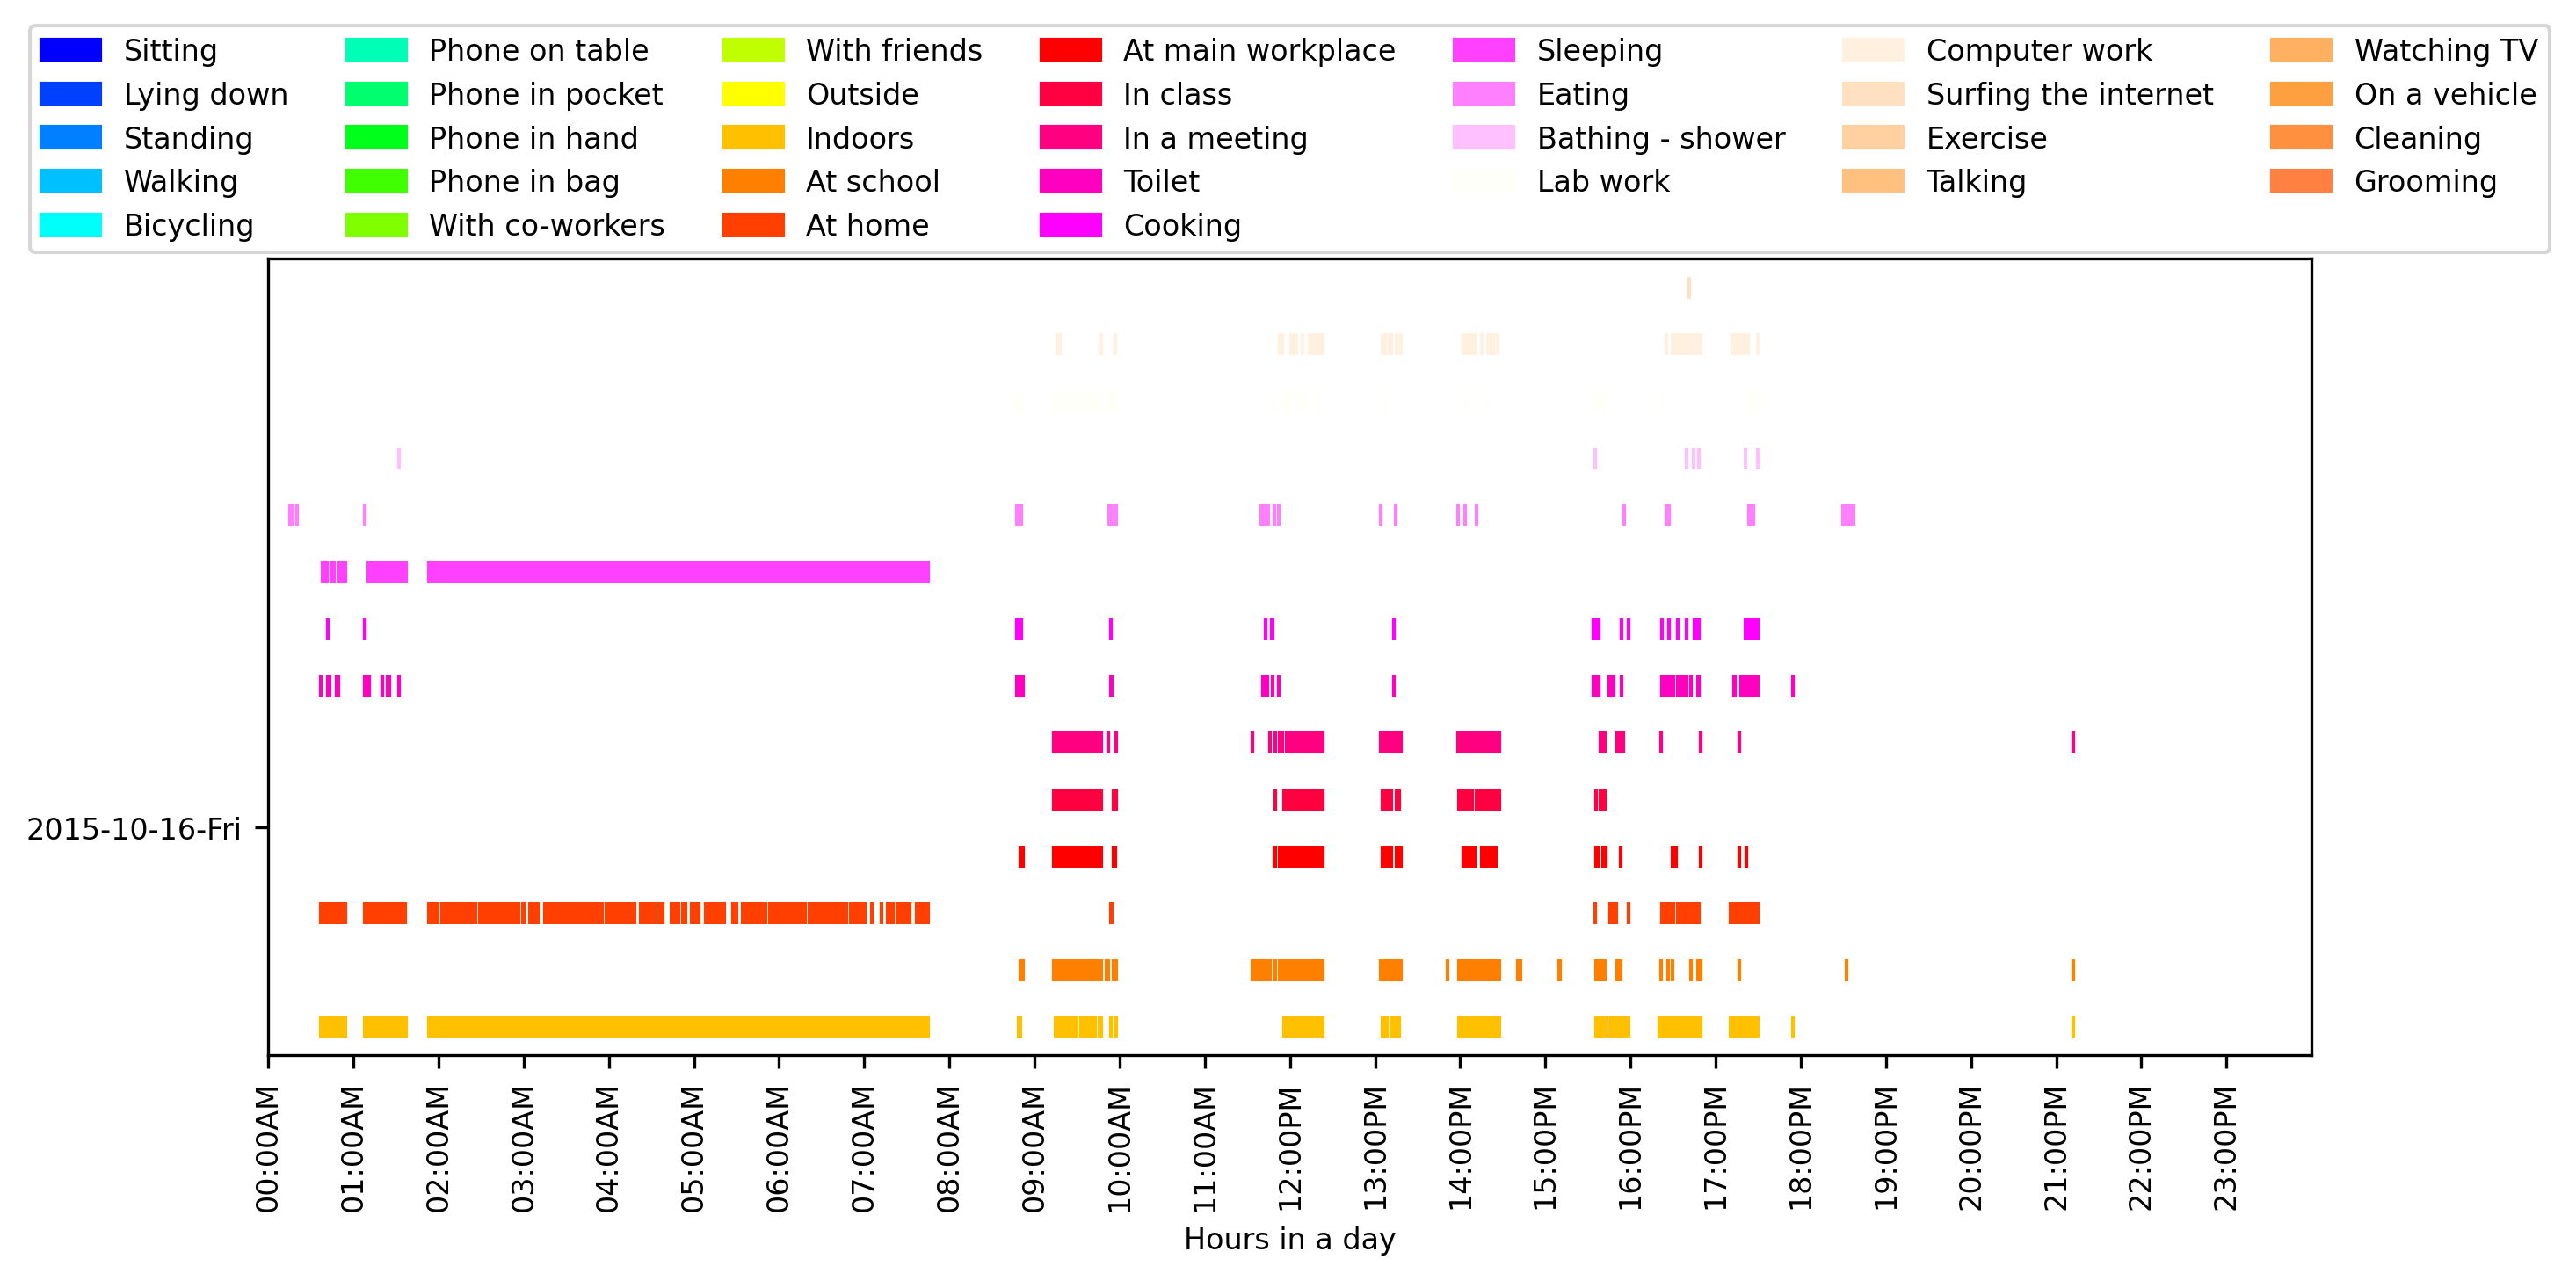 Sitting
Lying down
Standing
Walking
Bicycling
Phone on table
Phone in pocket
Phone in hand
Phone in bag
With co-workers
With friends
Outside
Indoors
At school
At home
At main workplace
In class
In a meeting
Toilet
Cooking
Sleeping
Eating
Bathing - shower
Lab work
Computer work
Surfing the internet
Exercise
Talking
Watching TV
On a vehicle
Cleaning
Grooming
2015-10-16-Fri
00:00AM
01:00AM
02:00AM
03:00AM
04:00AM
05:00AM
06:00AM
07:00AM
08:00AM
09:00AM
10:00AM
11:00AM
12:00PM
13:00PM
14:00PM
15:00PM
16:00PM
17:00PM
18:00PM
19:00PM
20:00PM
21:00PM
22:00PM
23:00PM
Hours in a day